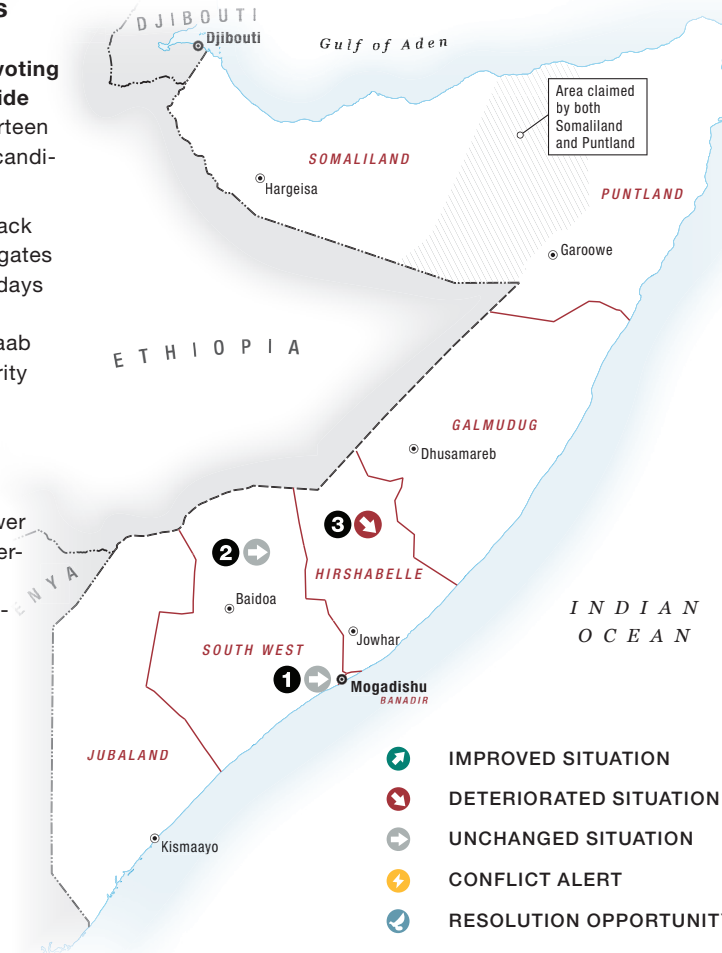 s
voting
ide
rteen
candi-
ack
gates
days
aab
rity
ver
er-
-
DJIBOUTI
Djibouti
Gulf of Aden
Area claimed
by both
Somaliland
and Puntland
SOMALILAND
Hargeisa
PUNTLAND
Garoowe
ETHIOPIA
GALMUDUG
Dhusamareb
3
2
HIRSHABELLE
ENYA
Baidoa
INDIAN
OCEAN
Jowhar
SOUTH WEST
1
Mogadishu
BANADIR
JUBALAND
Kismaayo
IMPROVED SITUATION
DETERIORATED SITUATION
UNCHANGED SITUATION
CONFLICT ALERT
RESOLUTION OPPORTUNIT